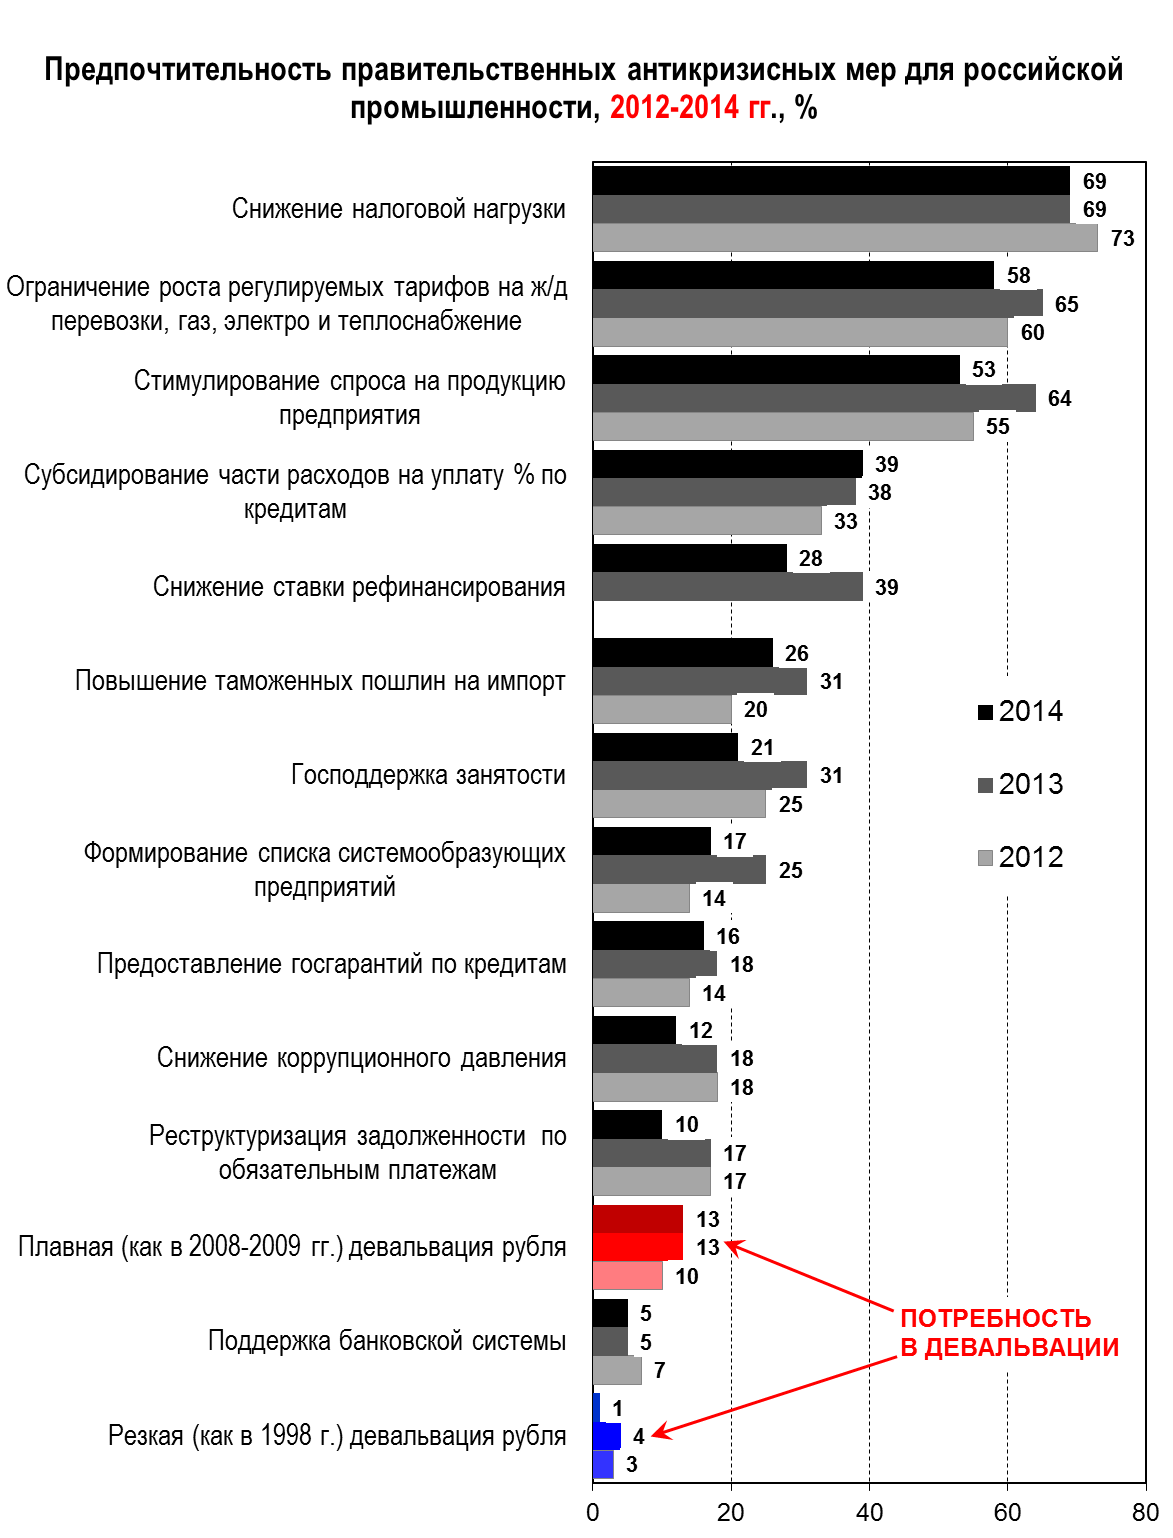 Предпочтительность правительственных антикризисных мер для российской
промышленности, 2012-2014 гг., %
Снижение налоговой нагрузки
69
69
73
Ограничение роста регулируемых тарифов на ж/д
перевозки, газ, электро и теплоснабжение
58
65
60
Стимулирование спроса на продукцию
предприятия
53
64
55
Субсидирование части расходов на уплату % по
кредитам
39
38
33
Снижение ставки рефинансирования
28
39
Повышение таможенных пошлин на импорт
26
31
20
Господдержка занятости
21
31
25
Формирование списка системообразующих
предприятий
17
25
14
Предоставление госгарантий по кредитам
16
18
14
Снижение коррупционного давления
12
18
18
Реструктуризация задолженности по
обязательным платежам
10
17
17
Плавная (как в 2008-2009 гг.) девальвация рубля
13
13
10
Поддержка банковской системы
5
5
7
Резкая (как в 1998 г.) девальвация рубля
1
4
3
2014
2013
2012
ПОТРЕБНОСТЬ
В ДЕВАЛЬВАЦИИ
0 20 40 60 80